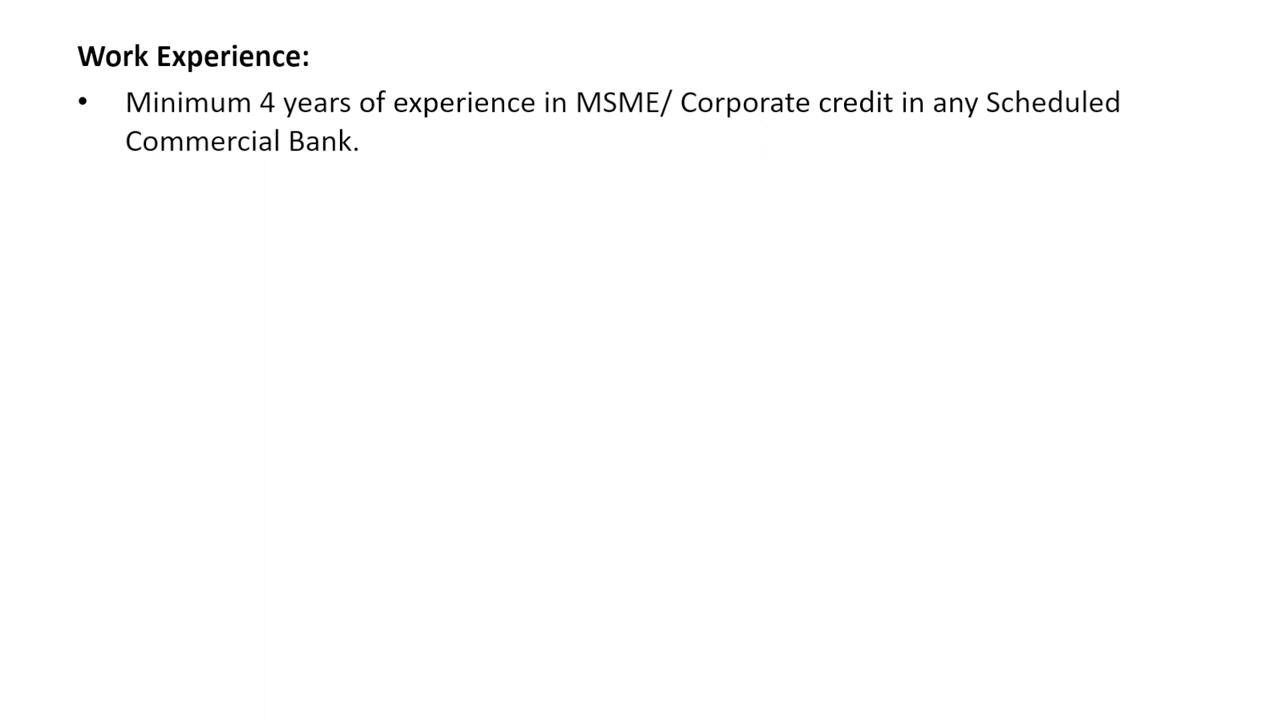 Work Experience:
• Minimum 4 years of experience in MSME/ Corporate credit in any Scheduled
Commercial Bank.